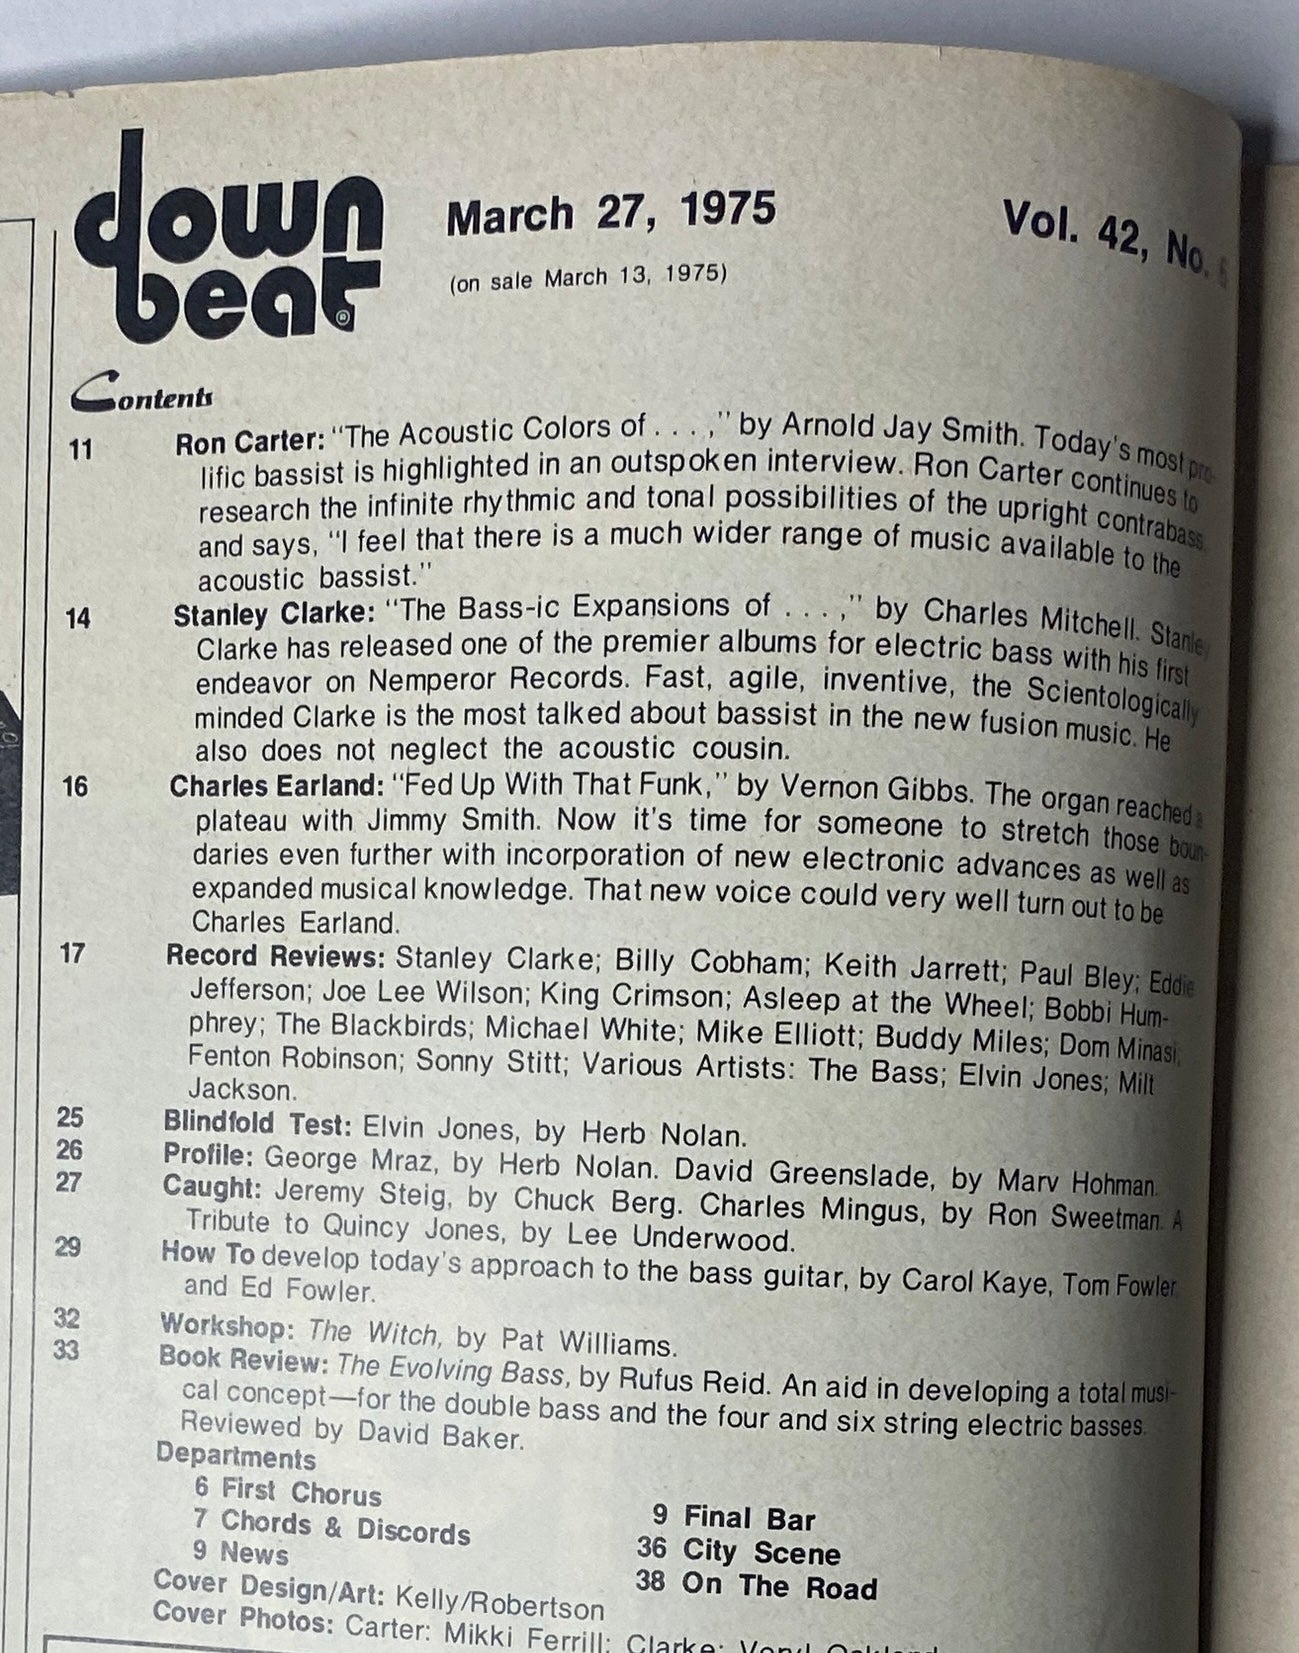 down
beat®
March 27, 1975
(on sale March 13, 1975)
Vol. 42, No. 6
Contents
11 Ron Carter: "The Acoustic Colors of . . . ," by Arnold Jay Smith. Today's most pro-
lific bassist is highlighted in an outspoken interview. Ron Carter continues to
research the infinite rhythmic and tonal possibilities of the upright contrabass
and says, "I feel that there is a much wider range of music available to the
acoustic bassist."
14 Stanley Clarke: "The Bass-ic Expansions of . . . ," by Charles Mitchell. Stanley
Clarke has released one of the premier albums for electric bass with his first
endeavor on Nemperor Records. Fast, agile, inventive, the Scientologically
minded Clarke is the most talked about bassist in the new fusion music. He
also does not neglect the acoustic cousin.
16 Charles Earland: "Fed Up With That Funk," by Vernon Gibbs. The organ reached a
plateau with Jimmy Smith. Now it's time for someone to stretch those boun-
daries even further with incorporation of new electronic advances as well as
expanded musical knowledge. That new voice could very well turn out to be
Charles Earland.
17 Record Reviews: Stanley Clarke; Billy Cobham; Keith Jarrett; Paul Bley; Eddie
Jefferson; Joe Lee Wilson; King Crimson; Asleep at the Wheel; Bobbi Hum-
phrey; The Blackbirds; Michael White; Mike Elliott; Buddy Miles; Dom Minasi;
Fenton Robinson; Sonny Stitt; Various Artists: The Bass; Elvin Jones; Milt
Jackson.
25 Blindfold Test: Elvin Jones, by Herb Nolan.
26 Profile: George Mraz, by Herb Nolan. David Greenslade, by Marv Hohman.
27 Caught: Jeremy Steig, by Chuck Berg. Charles Mingus, by Ron Sweetman. A
Tribute to Quincy Jones, by Lee Underwood.
29 How To develop today's approach to the bass guitar, by Carol Kaye, Tom Fowler
and Ed Fowler.
32 Workshop: The Witch, by Pat Williams.
33 Book Review: The Evolving Bass, by Rufus Reid. An aid in developing a total musi-
cal concept—for the double bass and the four and six string electric basses.
Reviewed by David Baker.
Departments
6 First Chorus
7 Chords & Discords
9 News
9 Final Bar
36 City Scene
38 On The Road
Cover Design/Art: Kelly/Robertson
Cover Photos: Carter: Mikki Ferrill; Clarke: